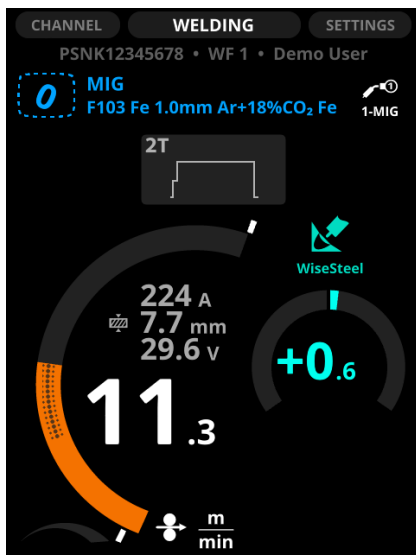 CHANNEL WELDING SETTINGS
PSNK12345678 • WF 1 • Demo User
0 MIG
F103 Fe 1.0mm Ar+18%CO₂ Fe
1
1-MIG
2T
WiseSteel
224 A
7.7 mm
29.6 V
+0.6
11.3
m
min